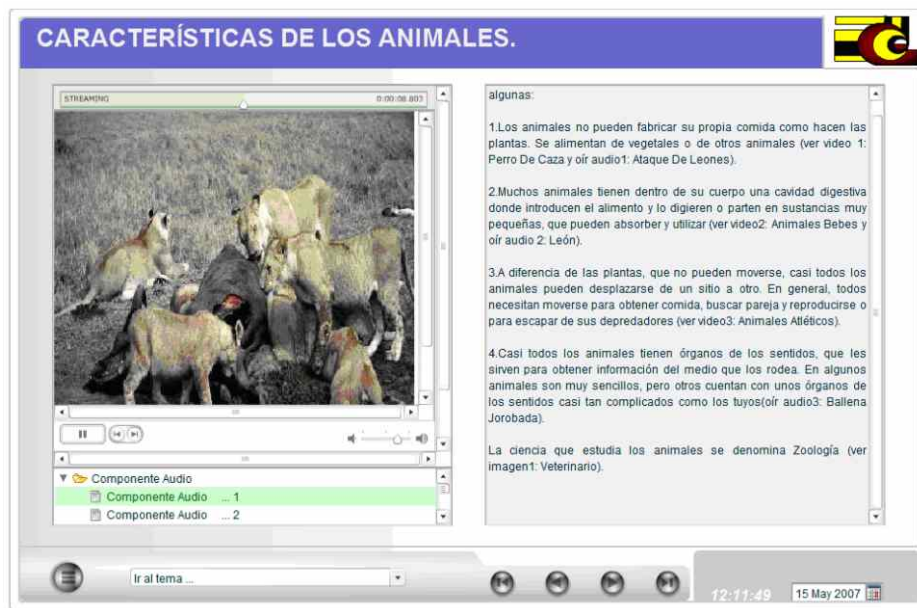 CARACTERÍSTICAS DE LOS ANIMALES.
STREAMING 0:00:08.803
Componente Audio
Componente Audio ... 1
Componente Audio ... 2
algunas:
1.Los animales no pueden fabricar su propia comida como hacen las
plantas. Se alimentan de vegetales o de otros animales (ver video 1:
Perro De Caza y oír audio1: Ataque De Leones).
2.Muchos animales tienen dentro de su cuerpo una cavidad digestiva
donde introducen el alimento y lo digieren o parten en sustancias muy
pequeñas, que pueden absorber y utilizar (ver video2: Animales Bebes y
oír audio 2: León).
3.A diferencia de las plantas, que no pueden moverse, casi todos los
animales pueden desplazarse de un sitio a otro. En general, todos
necesitan moverse para obtener comida, buscar pareja y reproducirse o
para escapar de sus depredadores (ver video3: Animales Atléticos).
4.Casi todos los animales tienen órganos de los sentidos, que les
sirven para obtener información del medio que los rodea. En algunos
animales son muy sencillos, pero otros cuentan con unos órganos de
los sentidos casi tan complicados como los tuyos(oír audio3: Ballena
Jorobada).
La ciencia que estudia los animales se denomina Zoología (ver
imagen1: Veterinario).
Ir al tema ...
12:11:49
15 May 2007